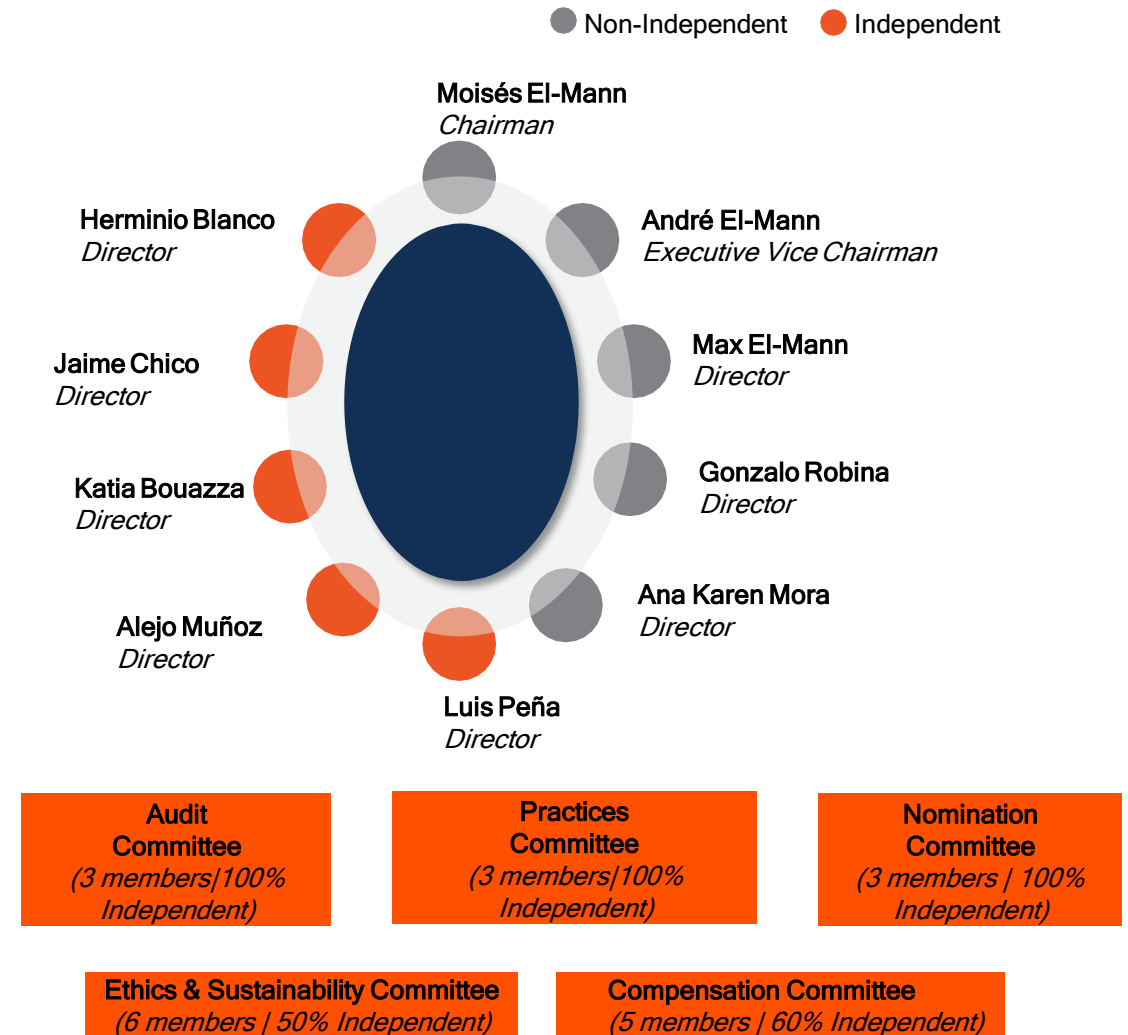 Non-Independent
Independent
Moisés El-Mann
Chairman
Herminio Blanco
Director
André El-Mann
Executive Vice Chairman
Jaime Chico
Director
Max El-Mann
Director
Katia Bouazza
Director
Gonzalo Robina
Director
Alejo Muñoz
Director
Ana Karen Mora
Director
Luis Peña
Director
Audit
Committee
(3 members|100%
Independent)
Practices
Committee
(3 members|100%
Independent)
Nomination
Committee
(3 members | 100%
Independent)
Ethics & Sustainability Committee
(6 members | 50% Independent)
Compensation Committee
(5 members | 60% Independent)